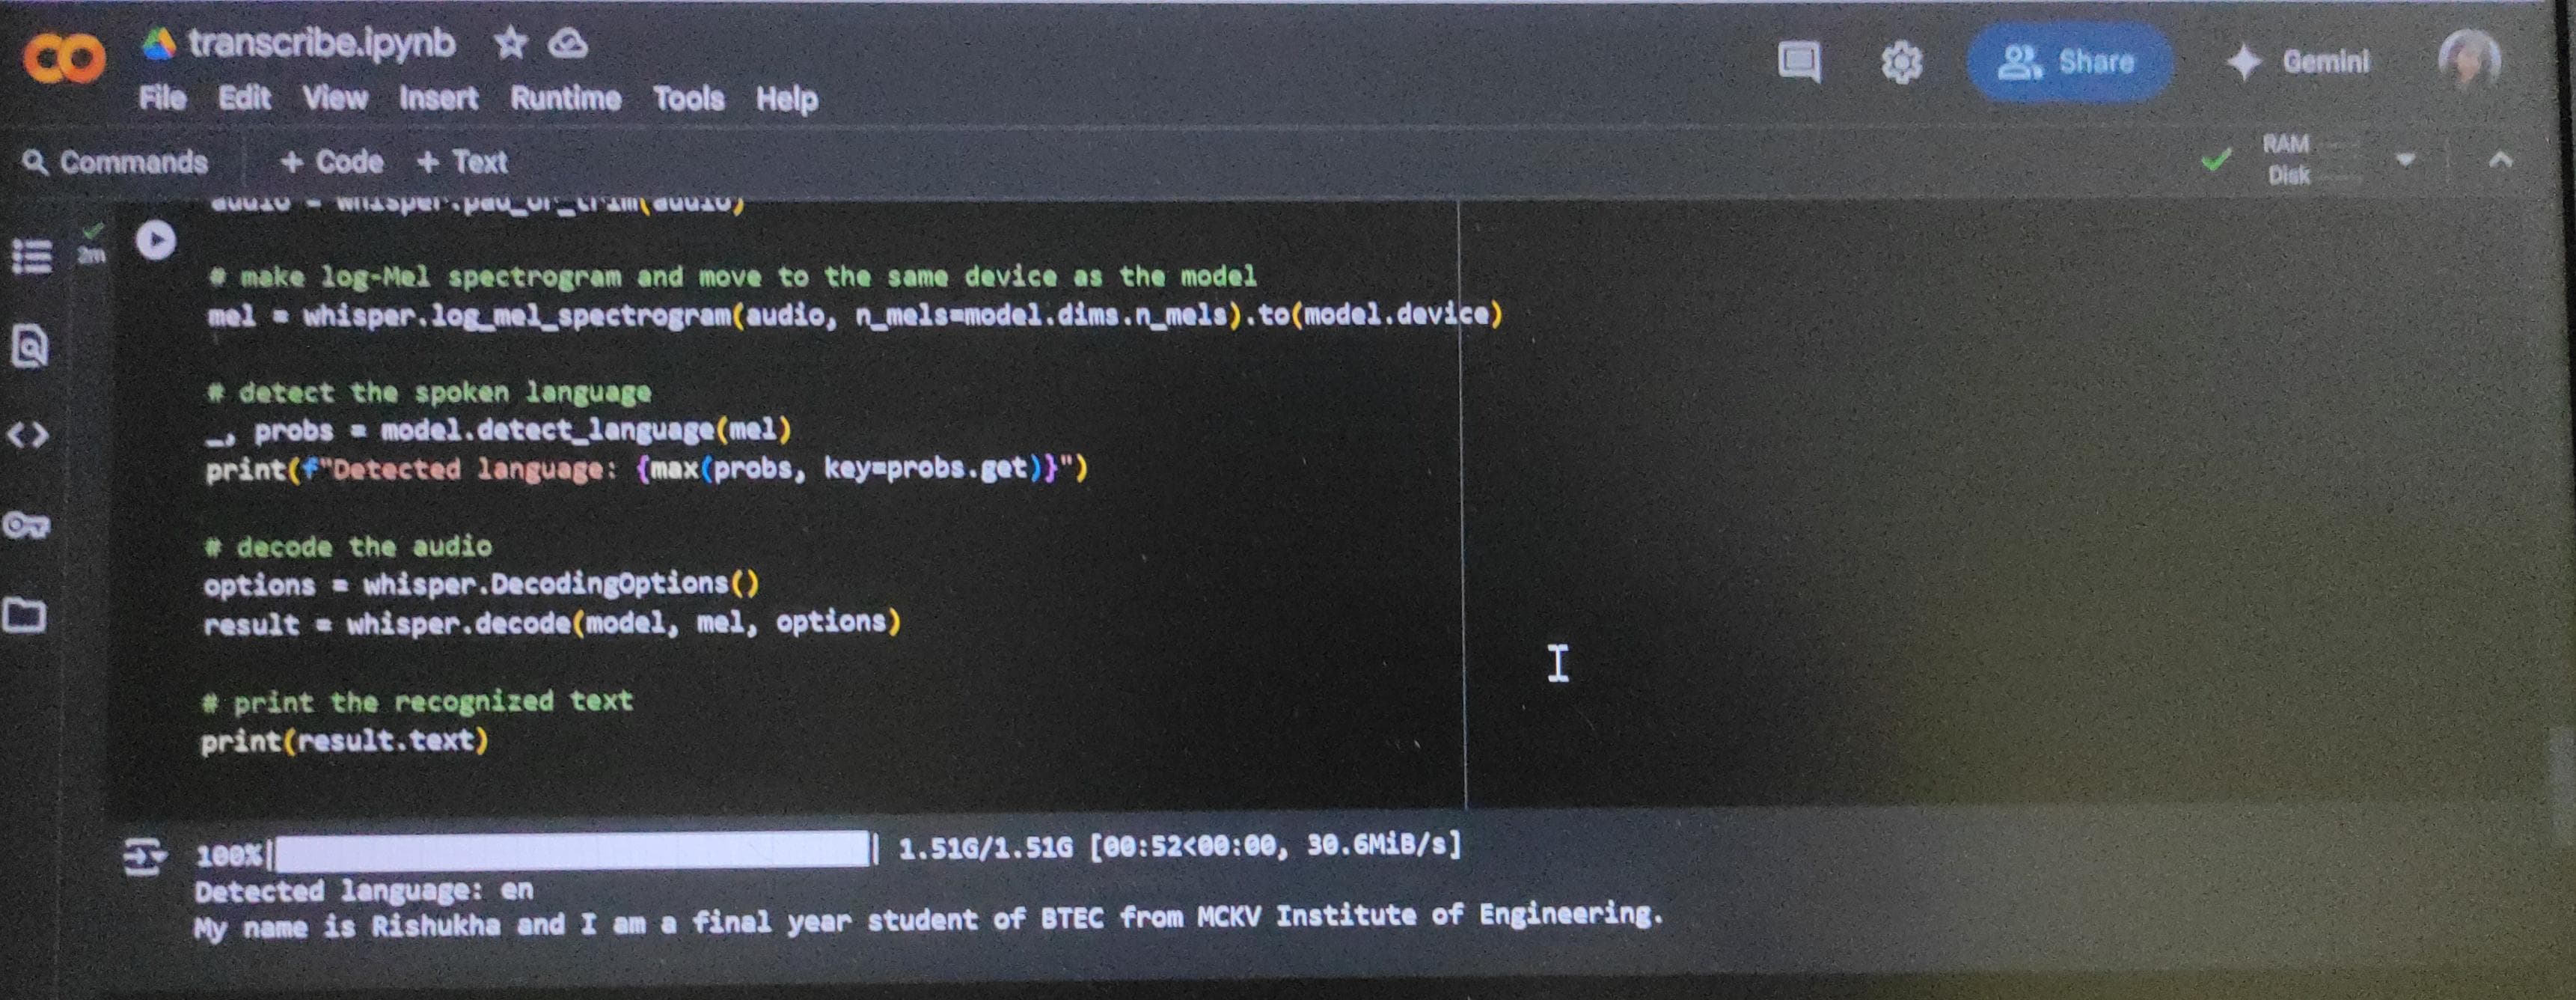 transcribe.ipynb
File Edit View Insert Runtime Tools Help
Share
Gemini
Commands + Code + Text
RAM
Disk
audio = whisper.pad_or_trim(audio)
2m
# make log-Mel spectrogram and move to the same device as the model
mel = whisper.log_mel_spectrogram(audio, n_mels=model.dims.n_mels).to(model.device)
# detect the spoken language
_, probs = model.detect_language(mel)
print(f"Detected language: {max(probs, key=probs.get)}")
# decode the audio
options = whisper.DecodingOptions()
result = whisper.decode(model, mel, options)
# print the recognized text
print(result.text)
100%| | 1.51G/1.51G [00:52<00:00, 30.6MiB/s]
Detected language: en
My name is Rishukha and I am a final year student of BTEC from MCKV Institute of Engineering.